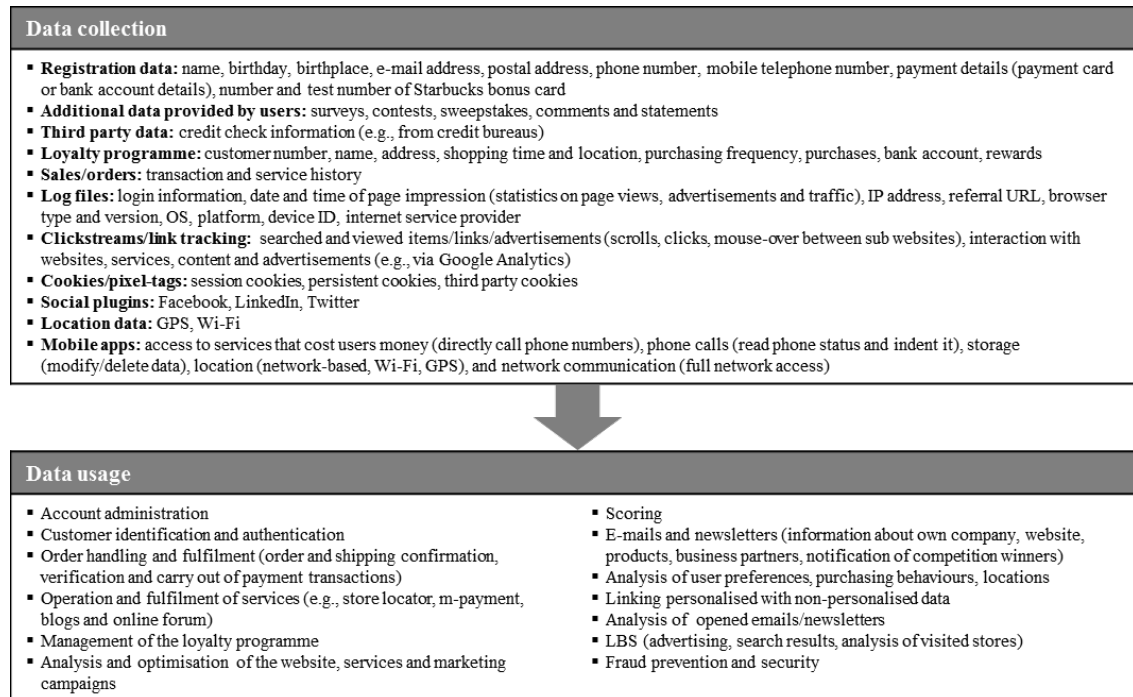 Data collection
▪ Registration data: name, birthday, birthplace, e-mail address, postal address, phone number, mobile telephone number, payment details (payment card
or bank account details), number and test number of Starbucks bonus card
▪ Additional data provided by users: surveys, contests, sweepstakes, comments and statements
▪ Third party data: credit check information (e.g., from credit bureaus)
▪ Loyalty programme: customer number, name, address, shopping time and location, purchasing frequency, purchases, bank account, rewards
▪ Sales/orders: transaction and service history
▪ Log files: login information, date and time of page impression (statistics on page views, advertisements and traffic), IP address, referral URL, browser
type and version, OS, platform, device ID, internet service provider
▪ Clickstreams/link tracking: searched and viewed items/links/advertisements (scrolls, clicks, mouse-over between sub websites), interaction with
websites, services, content and advertisements (e.g., via Google Analytics)
▪ Cookies/pixel-tags: session cookies, persistent cookies, third party cookies
▪ Social plugins: Facebook, LinkedIn, Twitter
▪ Location data: GPS, Wi-Fi
▪ Mobile apps: access to services that cost users money (directly call phone numbers), phone calls (read phone status and indent it), storage
(modify/delete data), location (network-based, Wi-Fi, GPS), and network communication (full network access)
Data usage
▪ Account administration
▪ Customer identification and authentication
▪ Order handling and fulfilment (order and shipping confirmation,
verification and carry out of payment transactions)
▪ Operation and fulfilment of services (e.g., store locator, m-payment,
blogs and online forum)
▪ Management of the loyalty programme
▪ Analysis and optimisation of the website, services and marketing
campaigns
▪ Scoring
▪ E-mails and newsletters (information about own company, website,
products, business partners, notification of competition winners)
▪ Analysis of user preferences, purchasing behaviours, locations
▪ Linking personalised with non-personalised data
▪ Analysis of opened emails/newsletters
▪ LBS (advertising, search results, analysis of visited stores)
▪ Fraud prevention and security